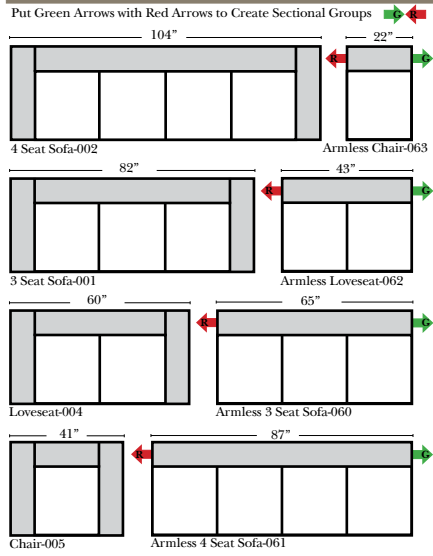 Put Green Arrows with Red Arrows to Create Sectional Groups G R
104” 22”
R G
4 Seat Sofa-002 Armless Chair-063
82” 43”
R G
3 Seat Sofa-001 Armless Loveseat-062
60” 65”
R G
Loveseat-004 Armless 3 Seat Sofa-060
41” 87”
R G
Chair-005 Armless 4 Seat Sofa-061